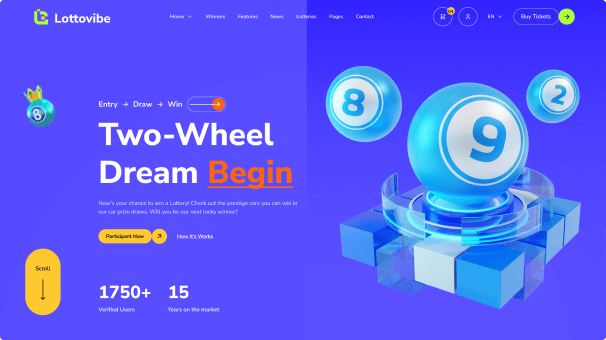 Lottovibe
Home Winners Features News Lotteries Pages Contact
EN
Buy Tickets
Entry → Draw → Win
Two-Wheel
Dream Begin
Now's your chance to win a Lottery! Check out the prestige cars you can win in
our car prize draws. Will you be our next lucky winner?
Participant Now
How It's Works
Scroll
1750+
Verified Users
15
Years on the market
8
9
2
8